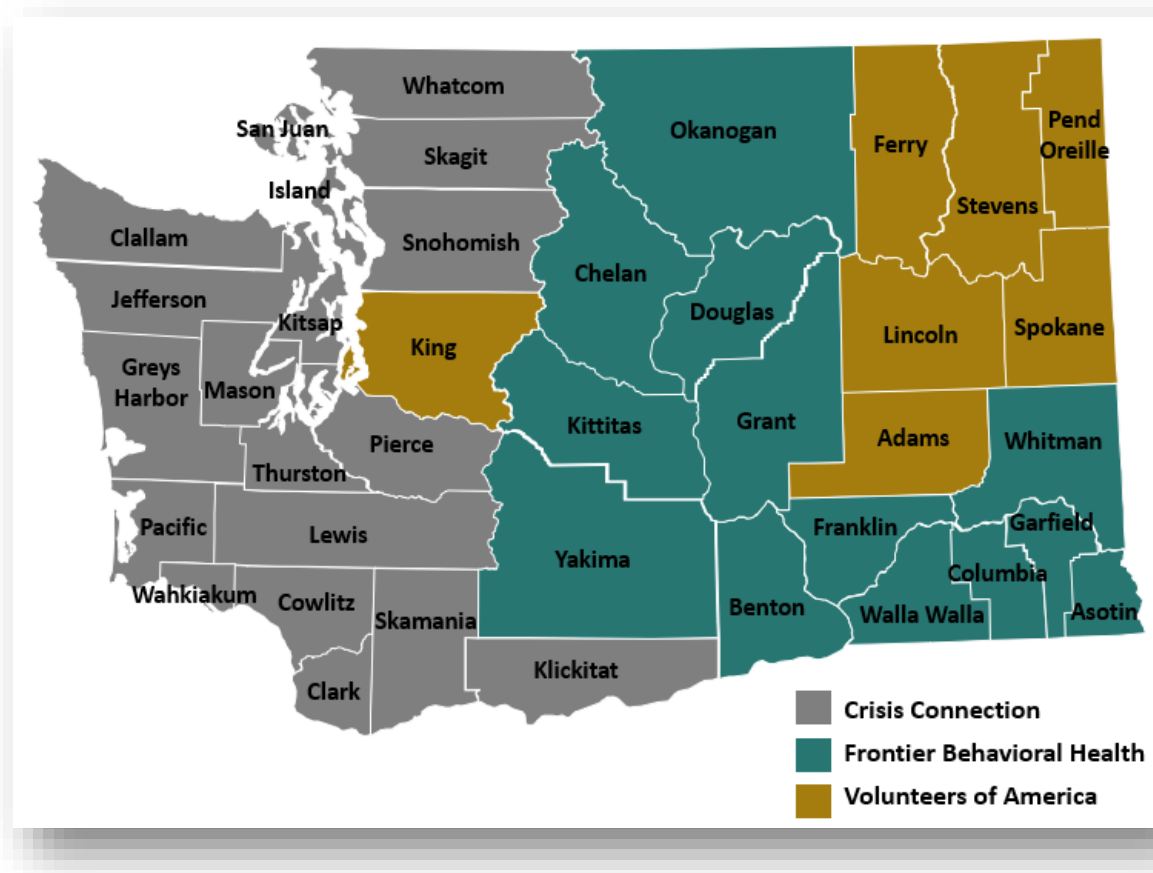 Whatcom
San Juan
Skagit
Island
Snohomish
Clallam
Jefferson
Kitsap
King
Greys
Harbor
Mason
Pierce
Thurston
Pacific
Lewis
Wahkiakum
Cowlitz
Skamania
Clark
Klickitat
Okanogan
Chelan
Douglas
Kittitas
Grant
Yakima
Benton
Franklin
Walla Walla
Columbia
Garfield
Asotin
Whitman
Ferry
Stevens
Pend
Oreille
Lincoln
Spokane
Adams
Crisis Connection
Frontier Behavioral Health
Volunteers of America